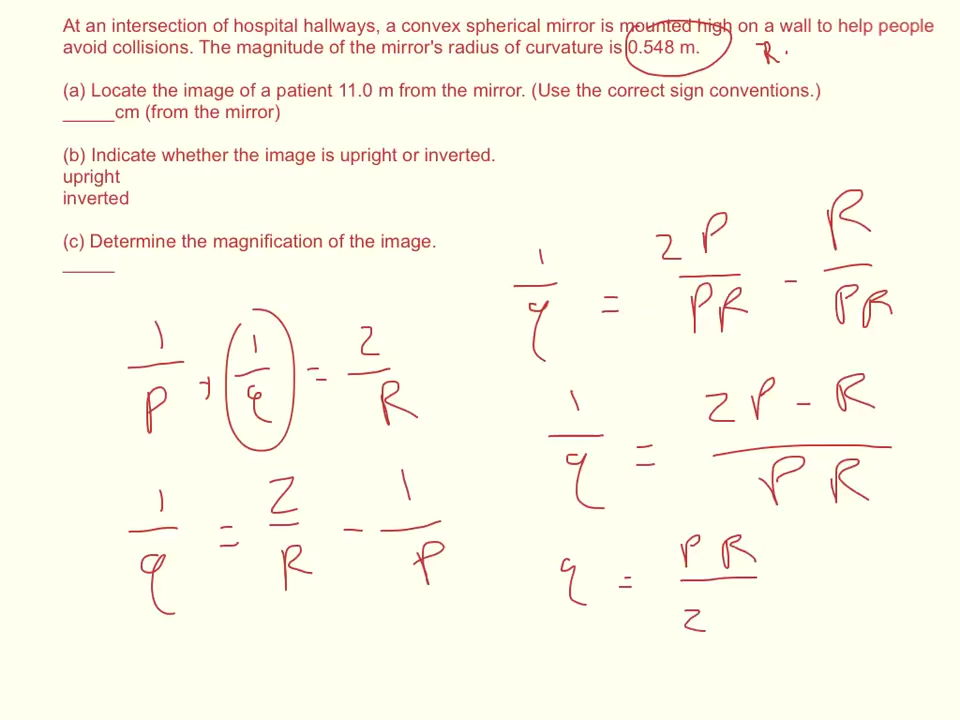 At an intersection of hospital hallways, a convex spherical mirror is mounted high on a wall to help people
avoid collisions. The magnitude of the mirror's radius of curvature is 0.548 m.
R.
(a) Locate the image of a patient 11.0 m from the mirror. (Use the correct sign conventions.)
_____cm (from the mirror)
(b) Indicate whether the image is upright or inverted.
upright
inverted
(c) Determine the magnification of the image.
_____
1/P + 1/q = 2/R
1/q = 2/R - 1/P
1/q = 2P/PR - R/PR
1/q = 2P-R/PR
q = PR/2